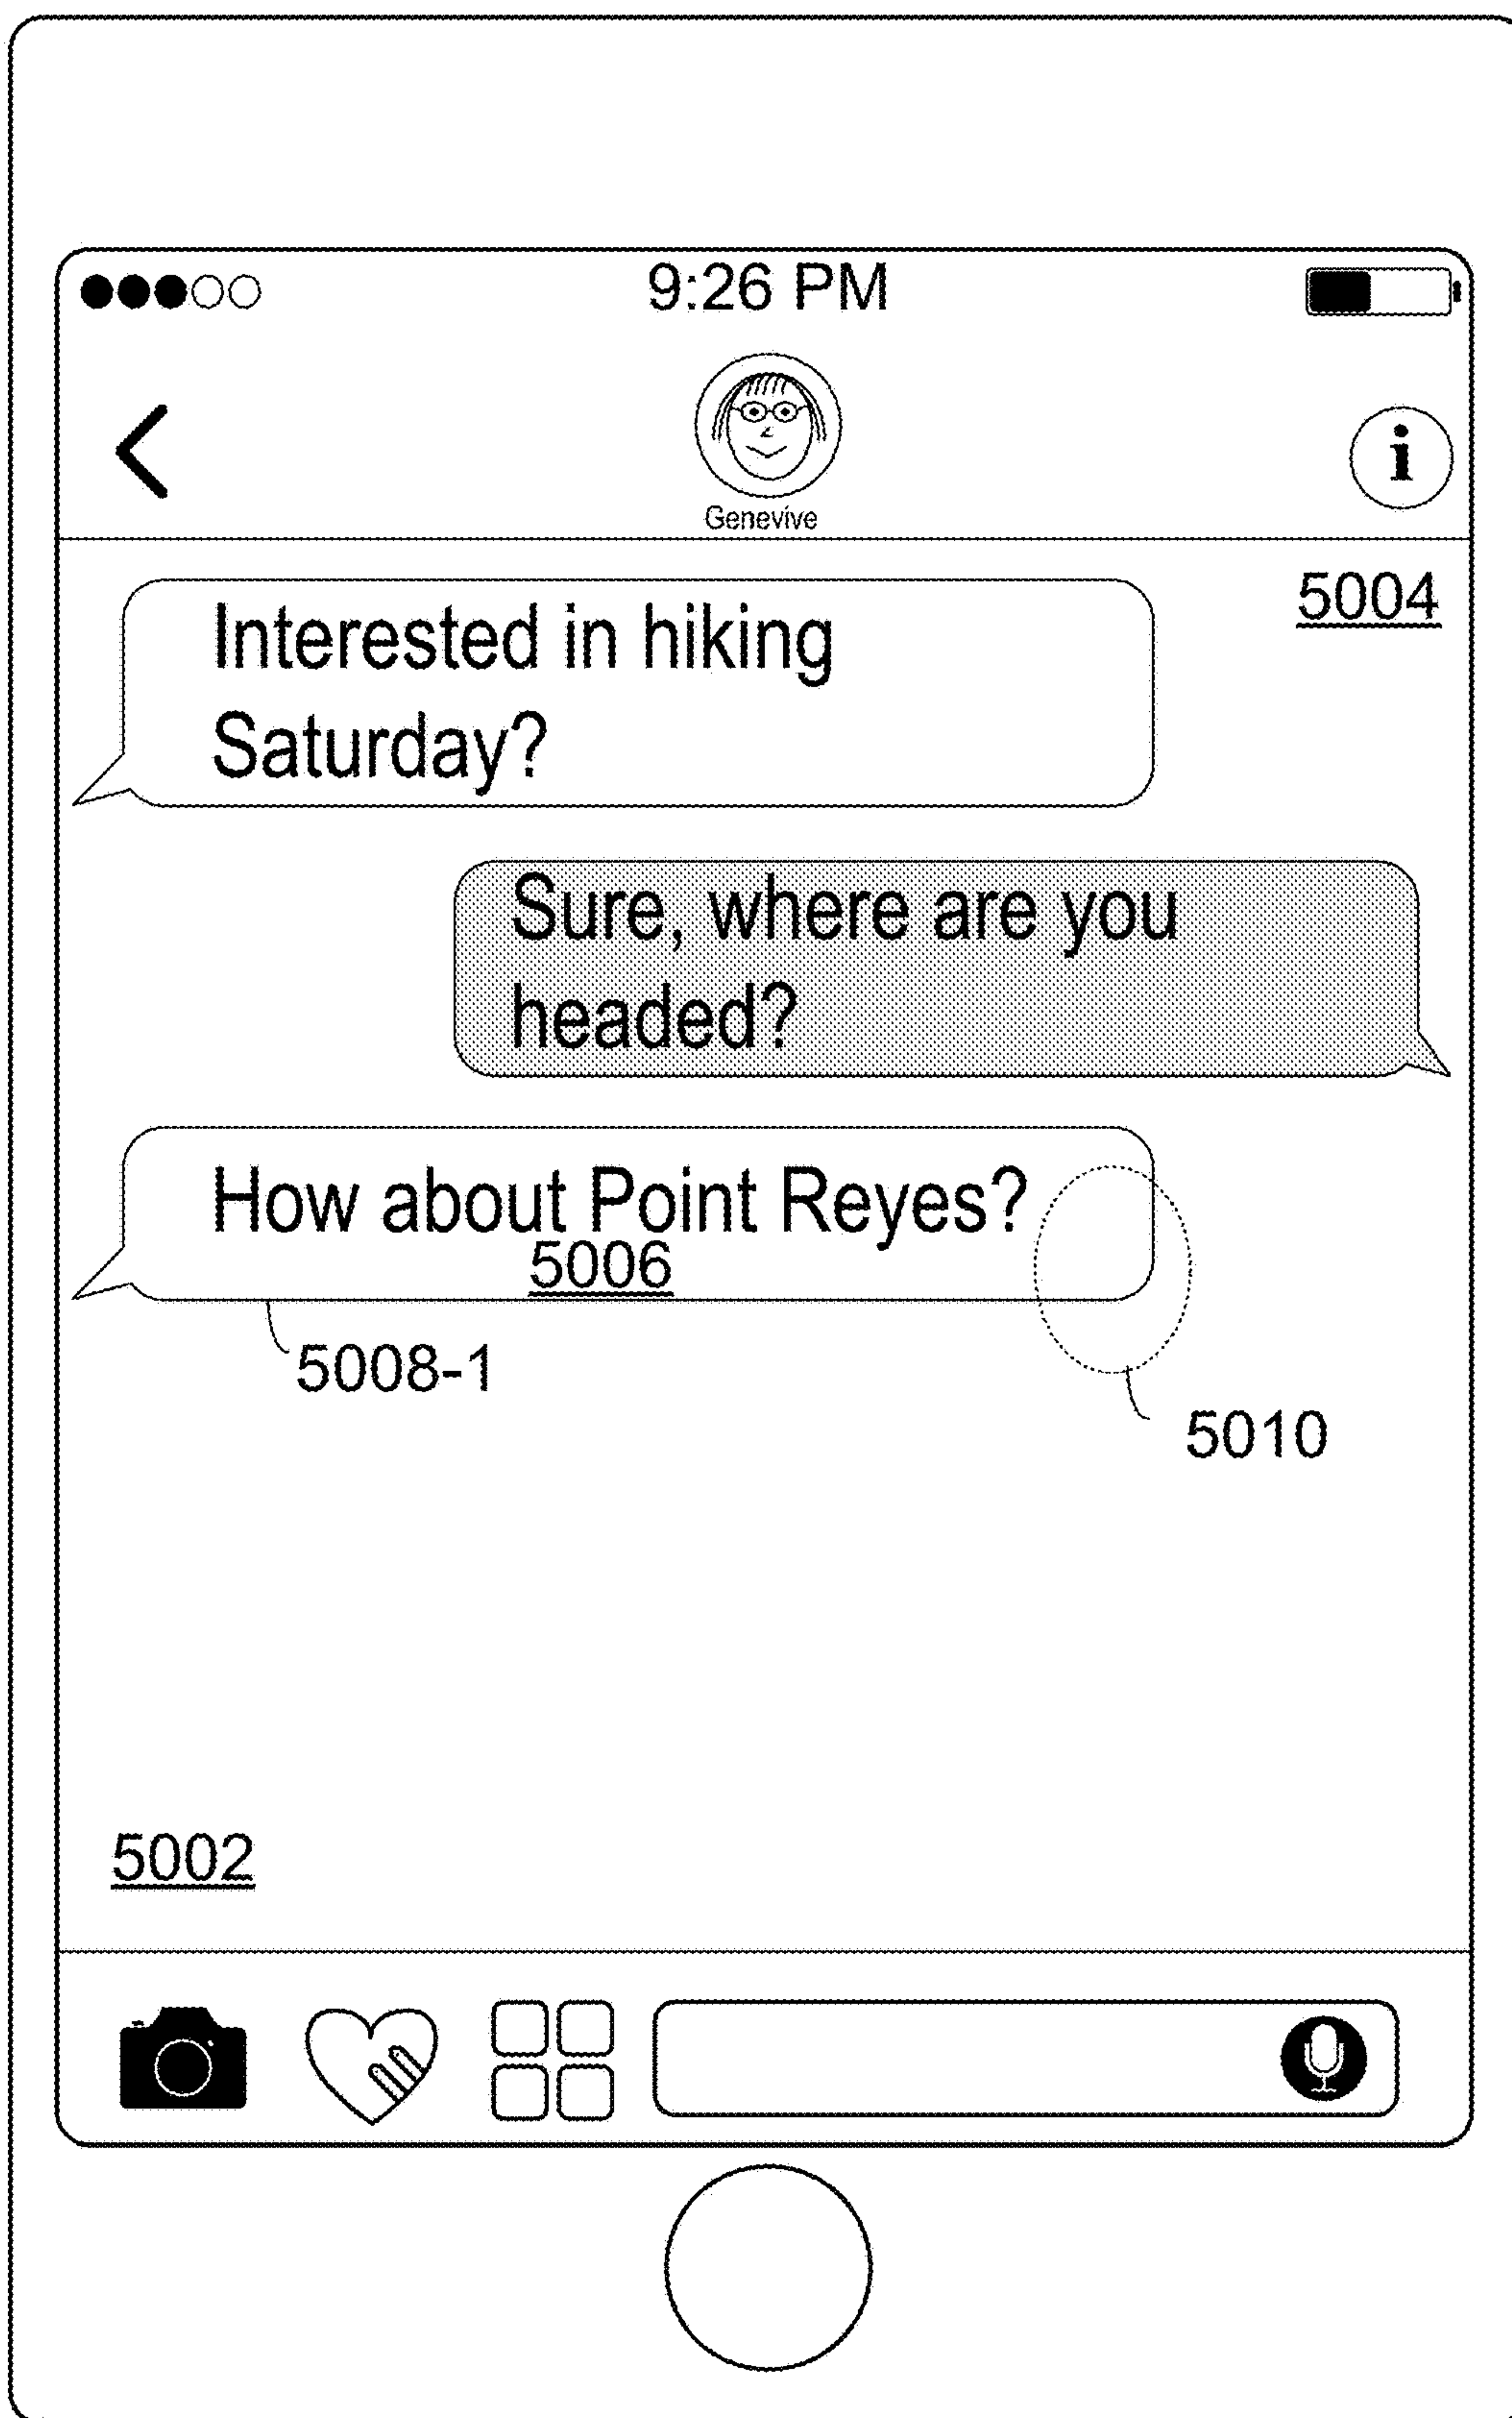 9:26 PM
Genevive
i
5004
Interested in hiking
Saturday?
Sure, where are you
headed?
How about Point Reyes?
5006
5008-1
5010
5002